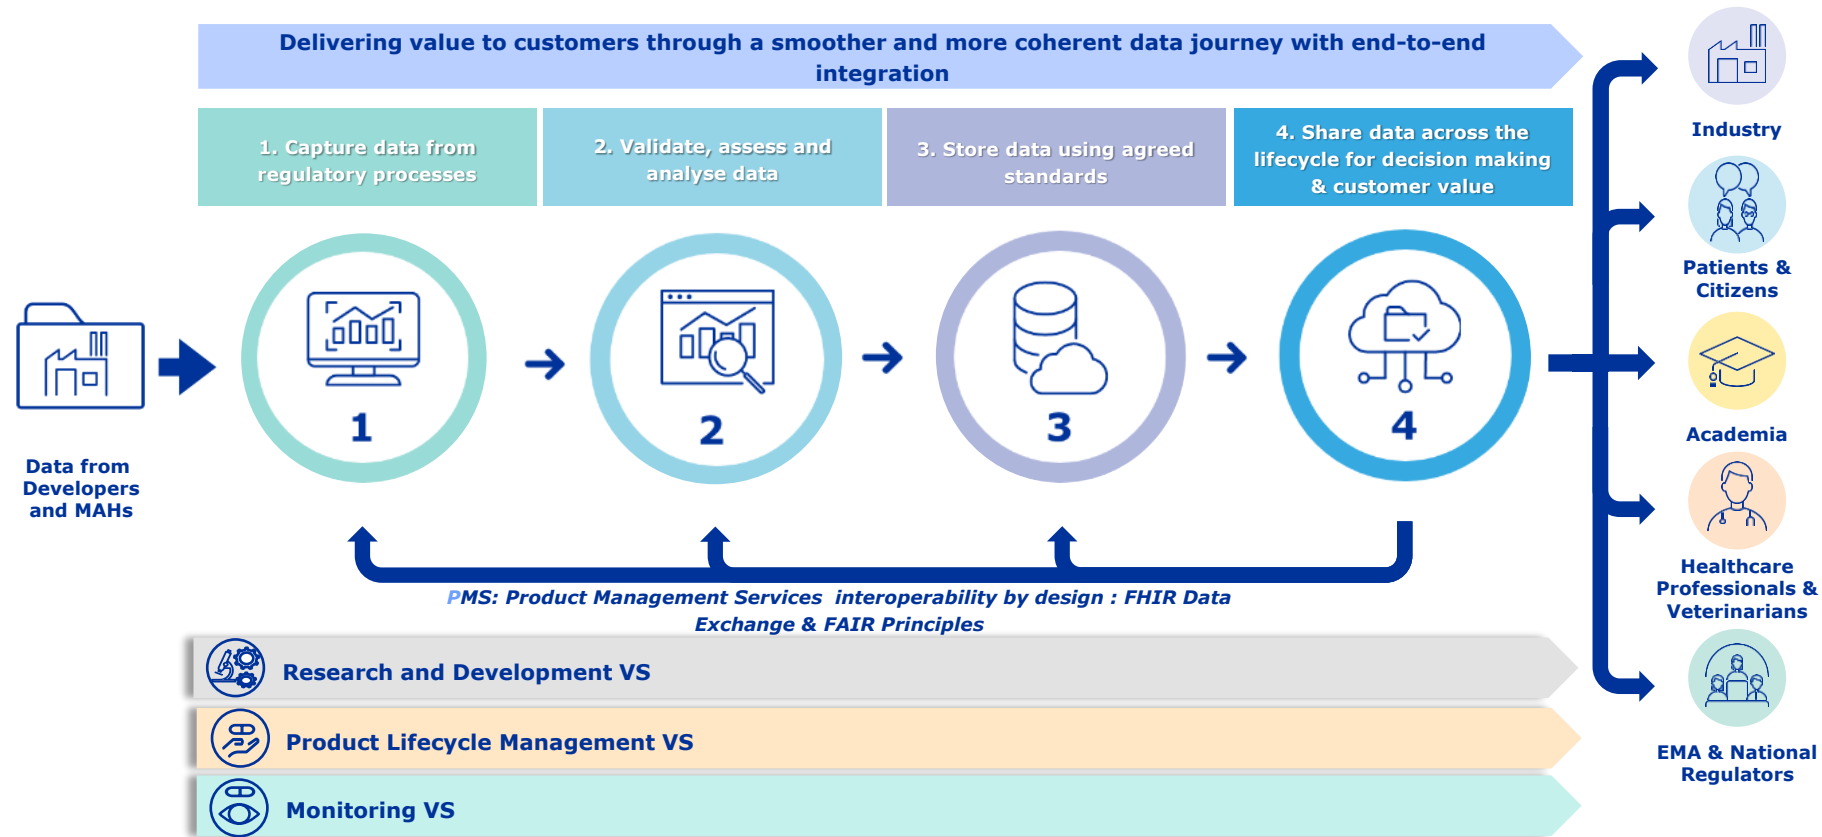 Delivering value to customers through a smoother and more coherent data journey with end-to-end
integration
1. Capture data from
regulatory processes
2. Validate, assess and
analyse data
3. Store data using agreed
standards
4. Share data across the
lifecycle for decision making
& customer value
Data from
Developers
and MAHs
1
2
3
4
PMS: Product Management Services interoperability by design : FHIR Data
Exchange & FAIR Principles
Research and Development VS
Product Lifecycle Management VS
Monitoring VS
Industry
Patients &
Citizens
Academia
Healthcare
Professionals &
Veterinarians
EMA & National
Regulators